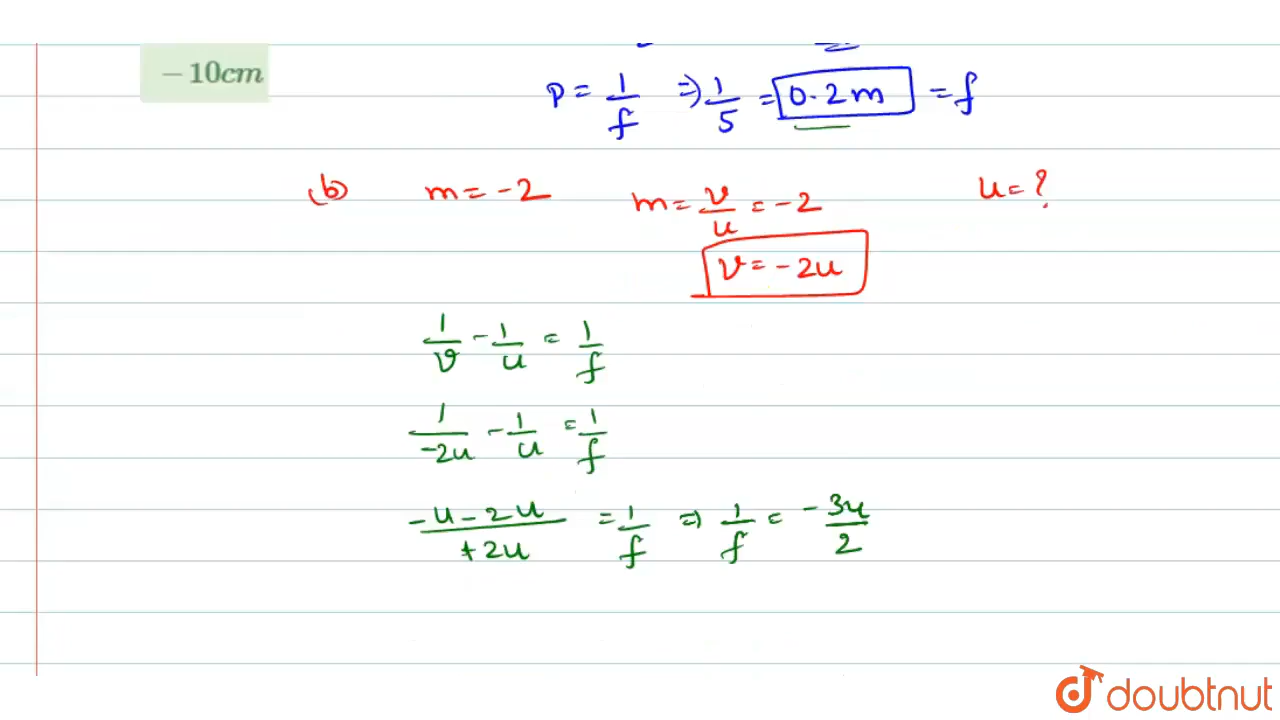 -10cm
P = 1/f ⇒ 1/5 = 0.2m = f
(b) m = -2 m = v/u = -2 u = ?
v = -2u
1/v - 1/u = 1/f
1/-2u - 1/u = 1/f
-u-2u/+2u = 1/f ⇒ 1/f = -3u/2
doubtnut